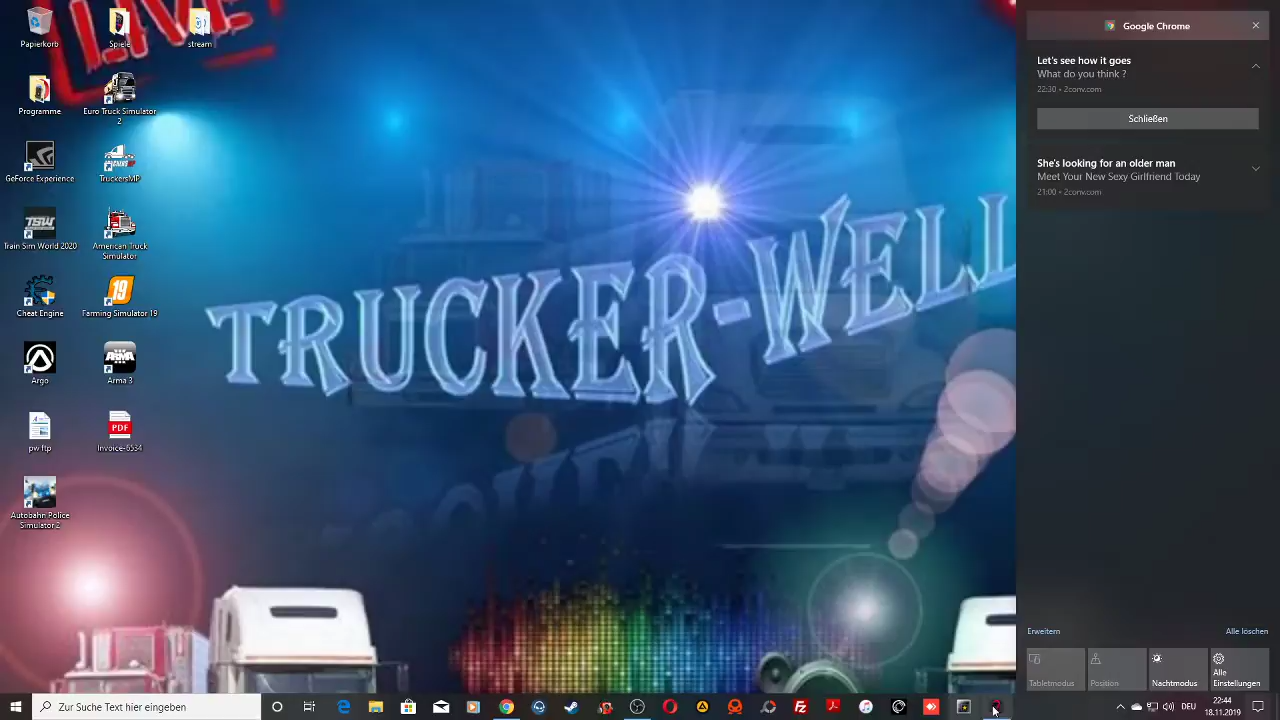 LIVE!
TRUCKER-WELL
Papierkorb
Spiele
stream
Programme
Euro Truck Simulator
2
GeForce Experience
TruckersMP
Train Sim World 2020
American Truck
Simulator
Cheat Engine
Farming Simulator 19
Argo
Arma 3
pw ftp
Invoice-6534
Autobahn Police
Simulator 2
Google Chrome
Let's see how it goes
What do you think ?
22:30 • 2conv.com
Schließen
She's looking for an older man
Meet Your New Sexy Girlfriend Today
21:00 • 2conv.com
Erweitern
Alle löschen
Tabletmodus
Position
Nachtmodus
Alle
Einstellungen
Zur Suche Text hier eingeben
DEU
22:44
18.11.2019